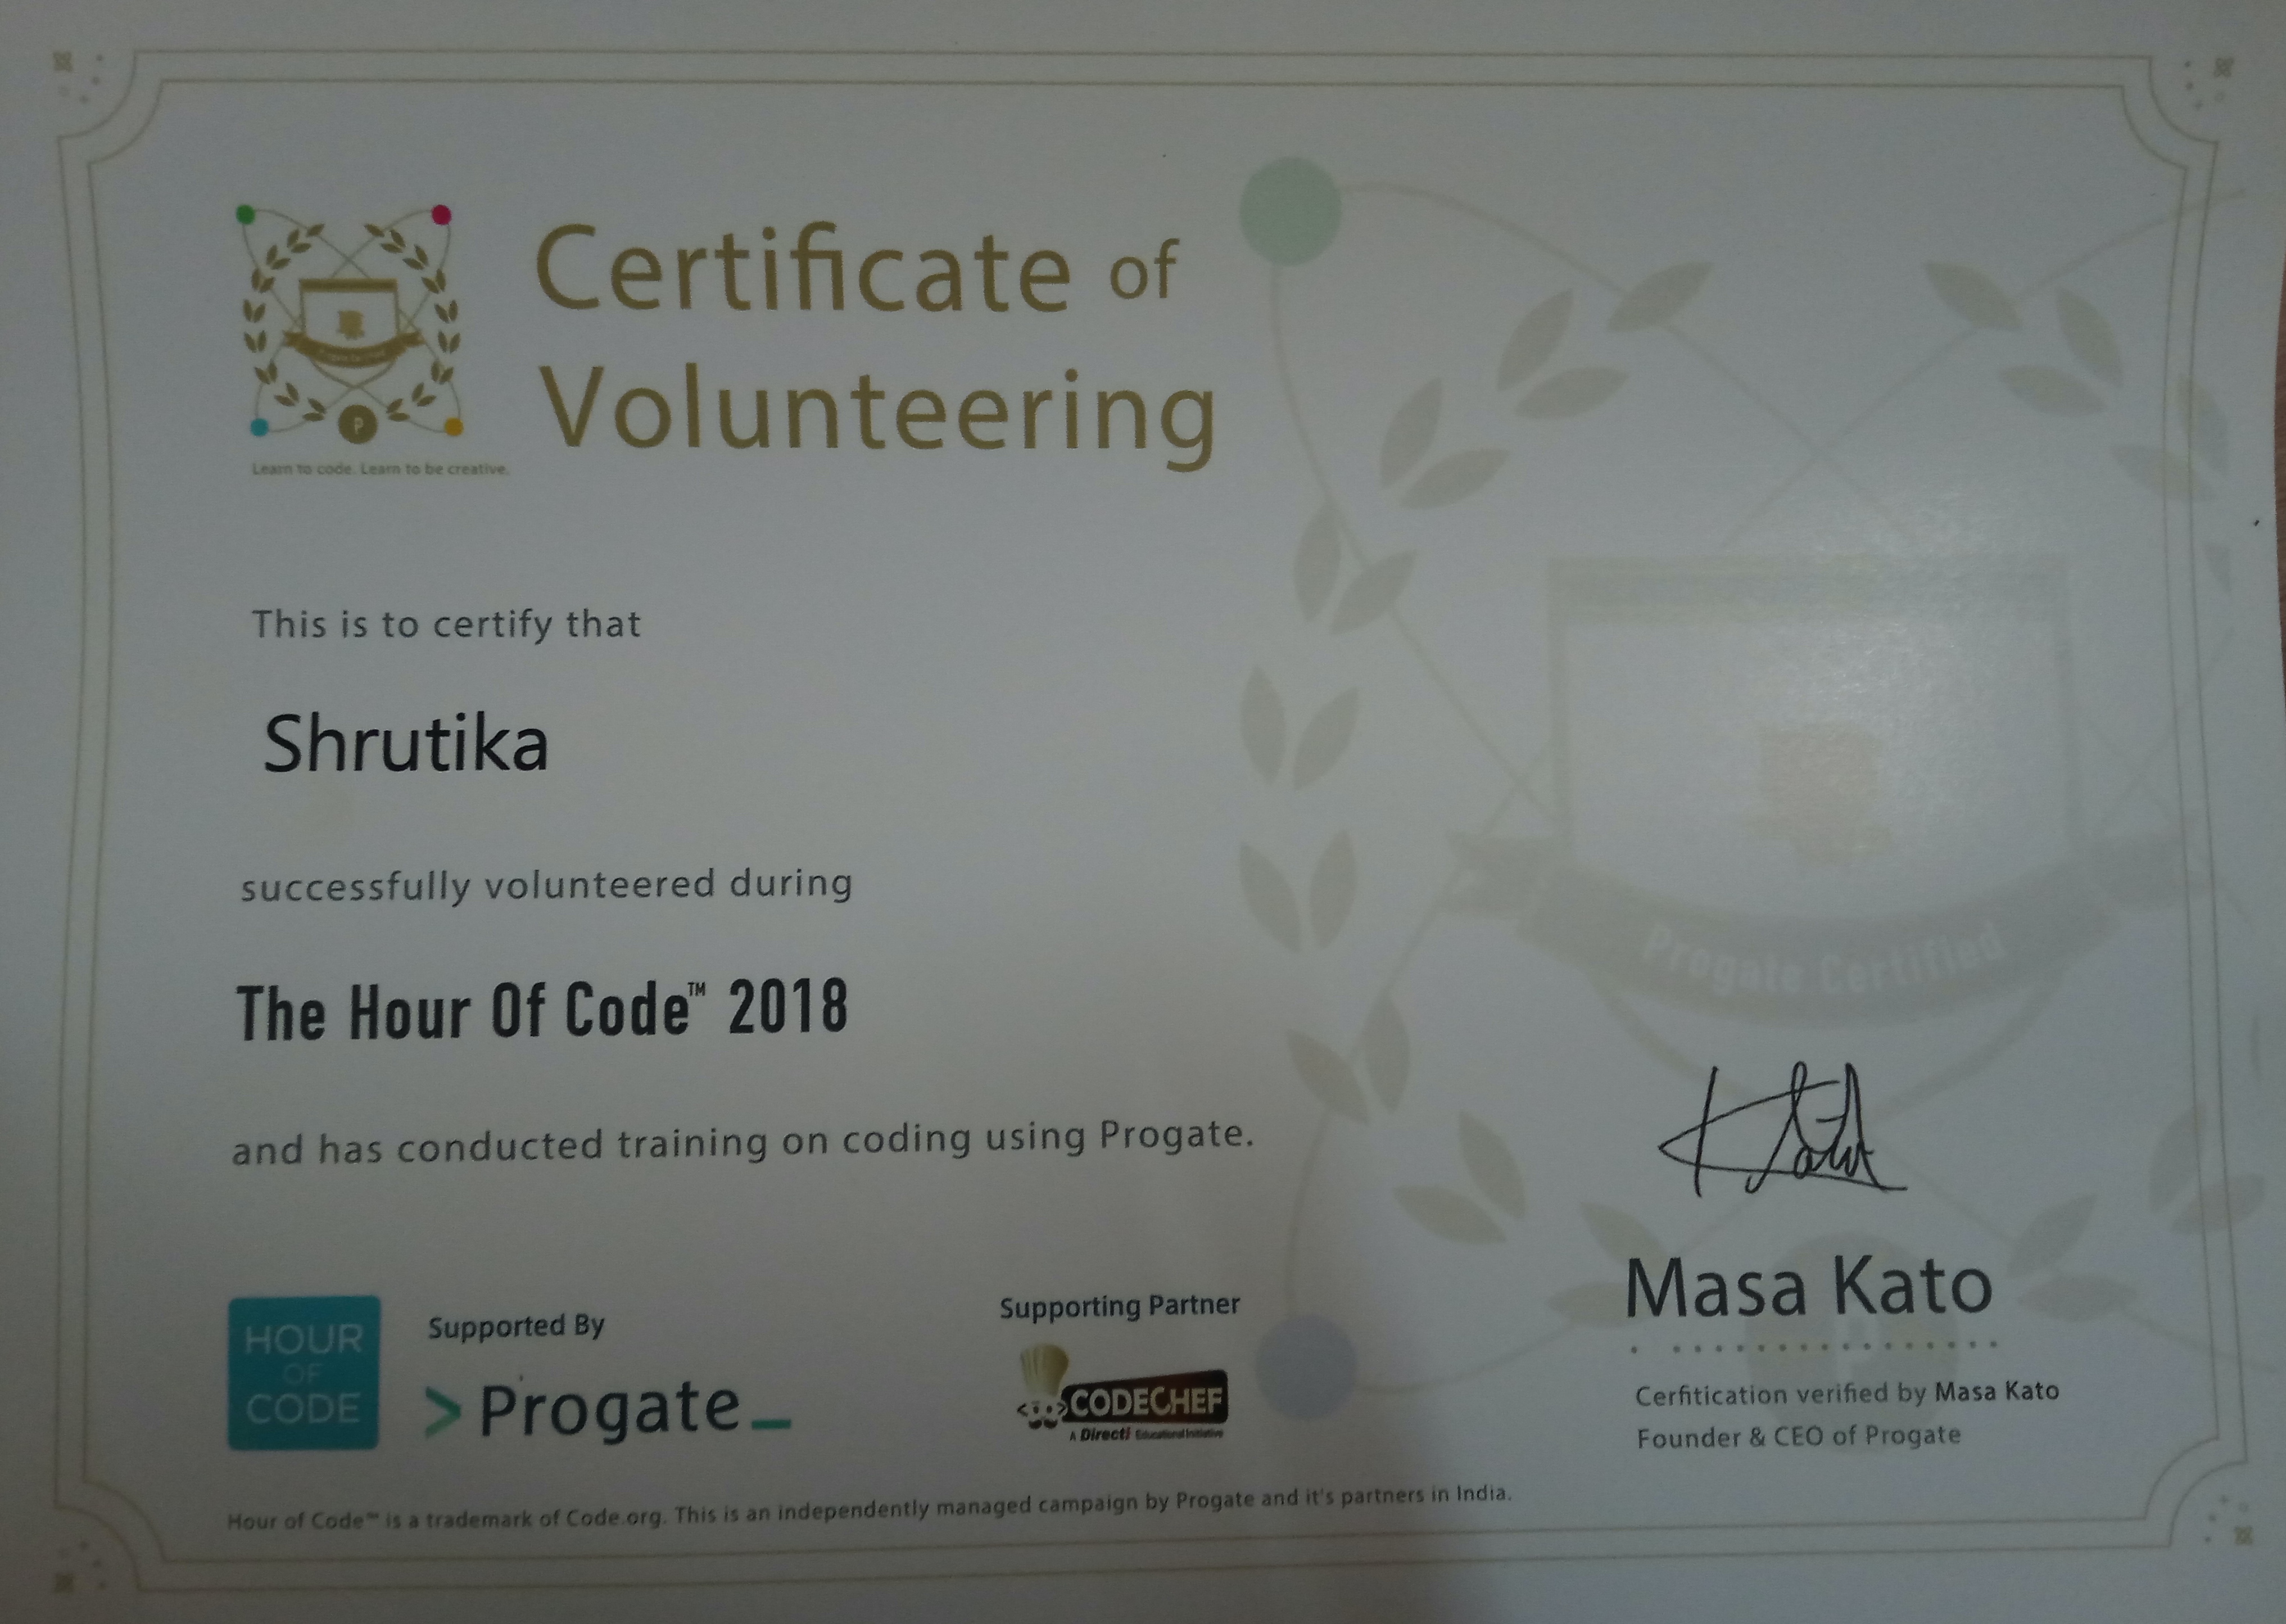 Certificate of
Volunteering
Learn to code. Learn to be creative.
This is to certify that
Shrutika
successfully volunteered during
The Hour Of Code™ 2018
and has conducted training on coding using Progate.
Progate Certified
Masa Kato
Cerfitication verified by Masa Kato
Founder & CEO of Progate
HOUR
OF
CODE
Supported By
> Progate_
Supporting Partner
CODECHEF
A Directi Educational Initiative
Hour of Code™ is a trademark of Code.org. This is an independently managed campaign by Progate and it's partners in India.